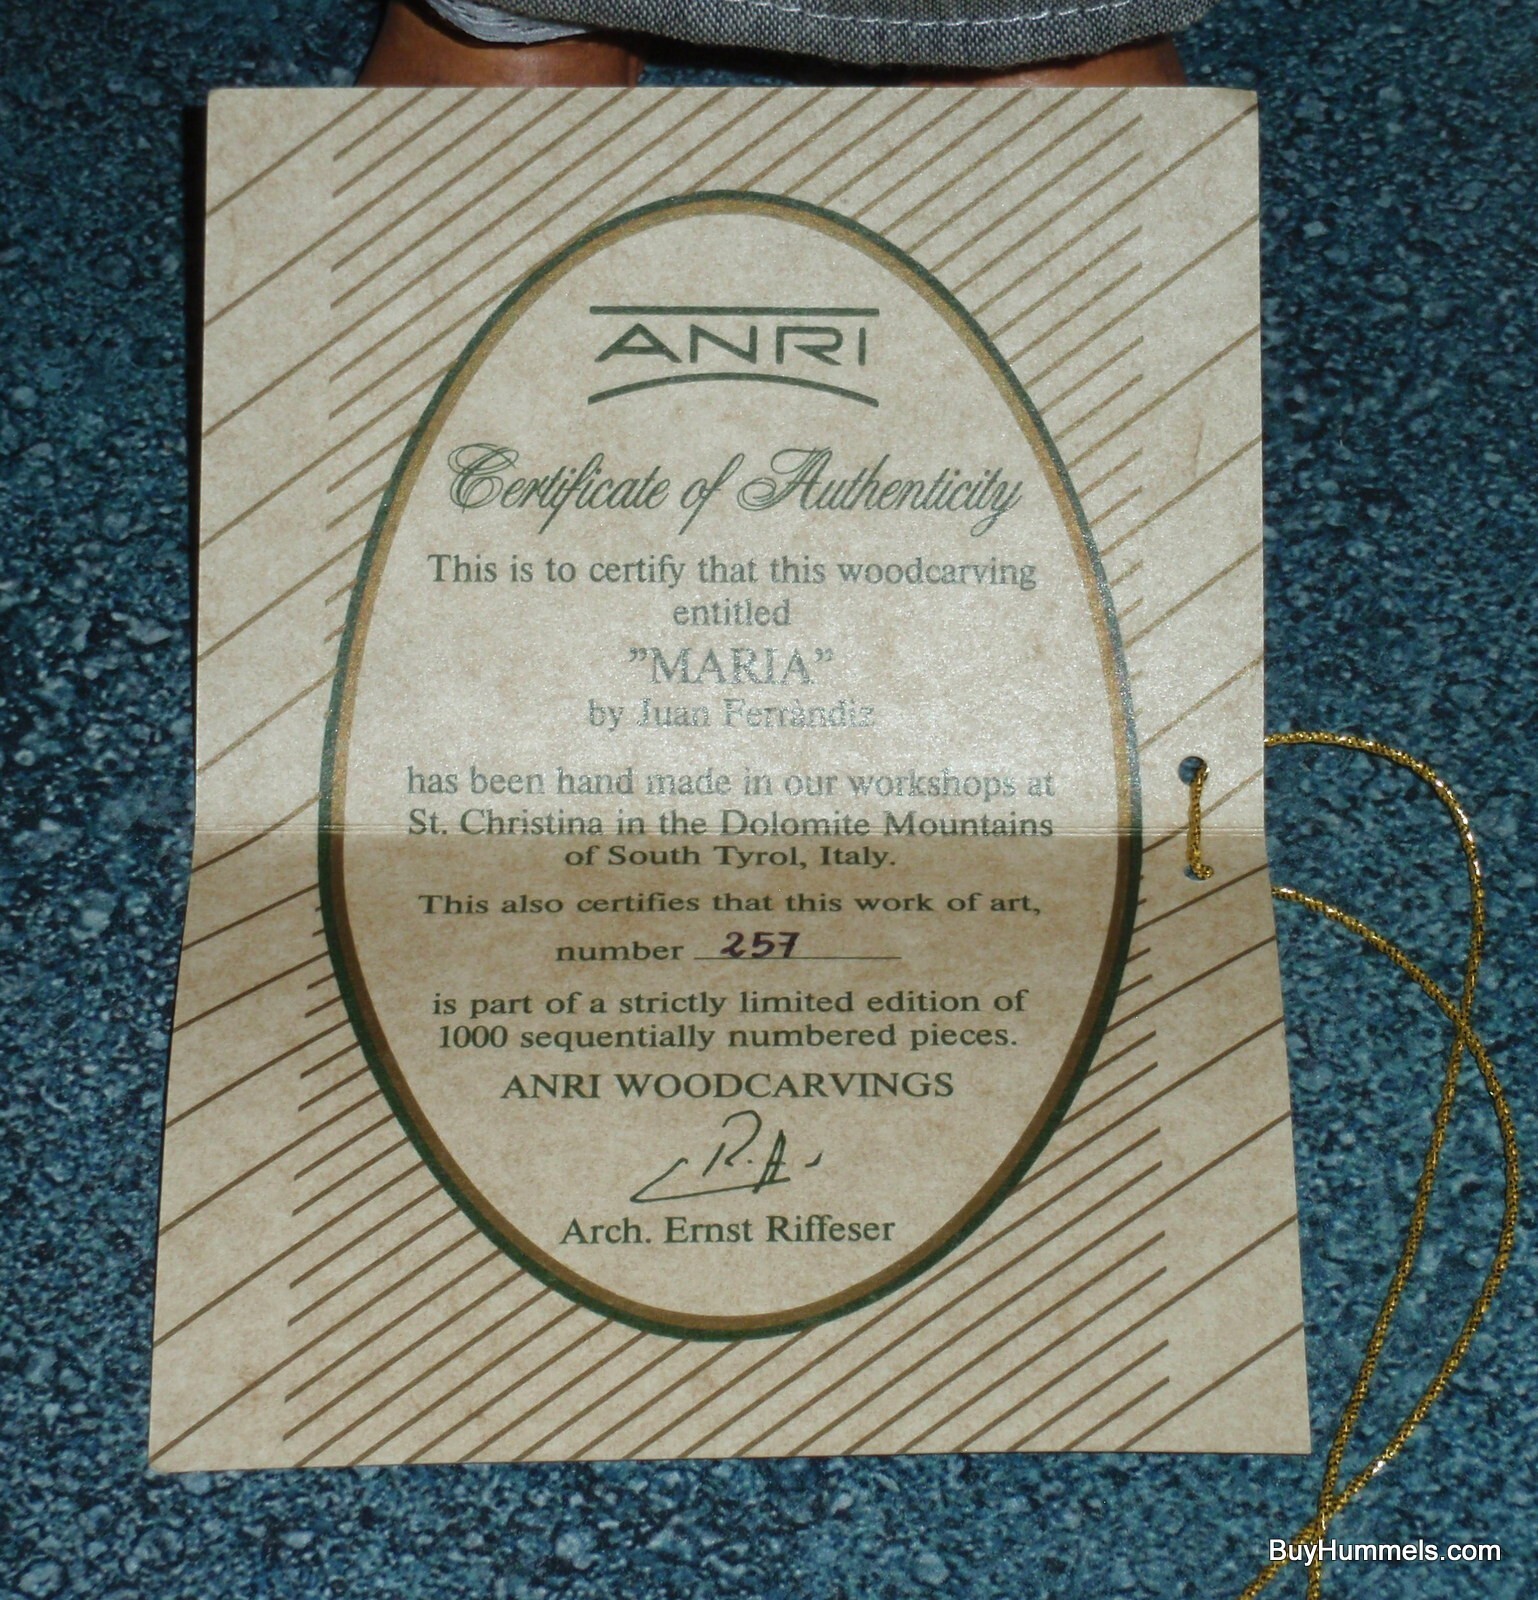 ANRI
Certificate of Authenticity
This is to certify that this woodcarving
entitled
”MARIA”
by Juan Ferràndiz
has been hand made in our workshops at
St. Christina in the Dolomite Mountains
of South Tyrol, Italy.
This also certifies that this work of art,
number 257
is part of a strictly limited edition of
1000 sequentially numbered pieces.
ANRI WOODCARVINGS
Arch. Ernst Riffeser
BuyHummels.com